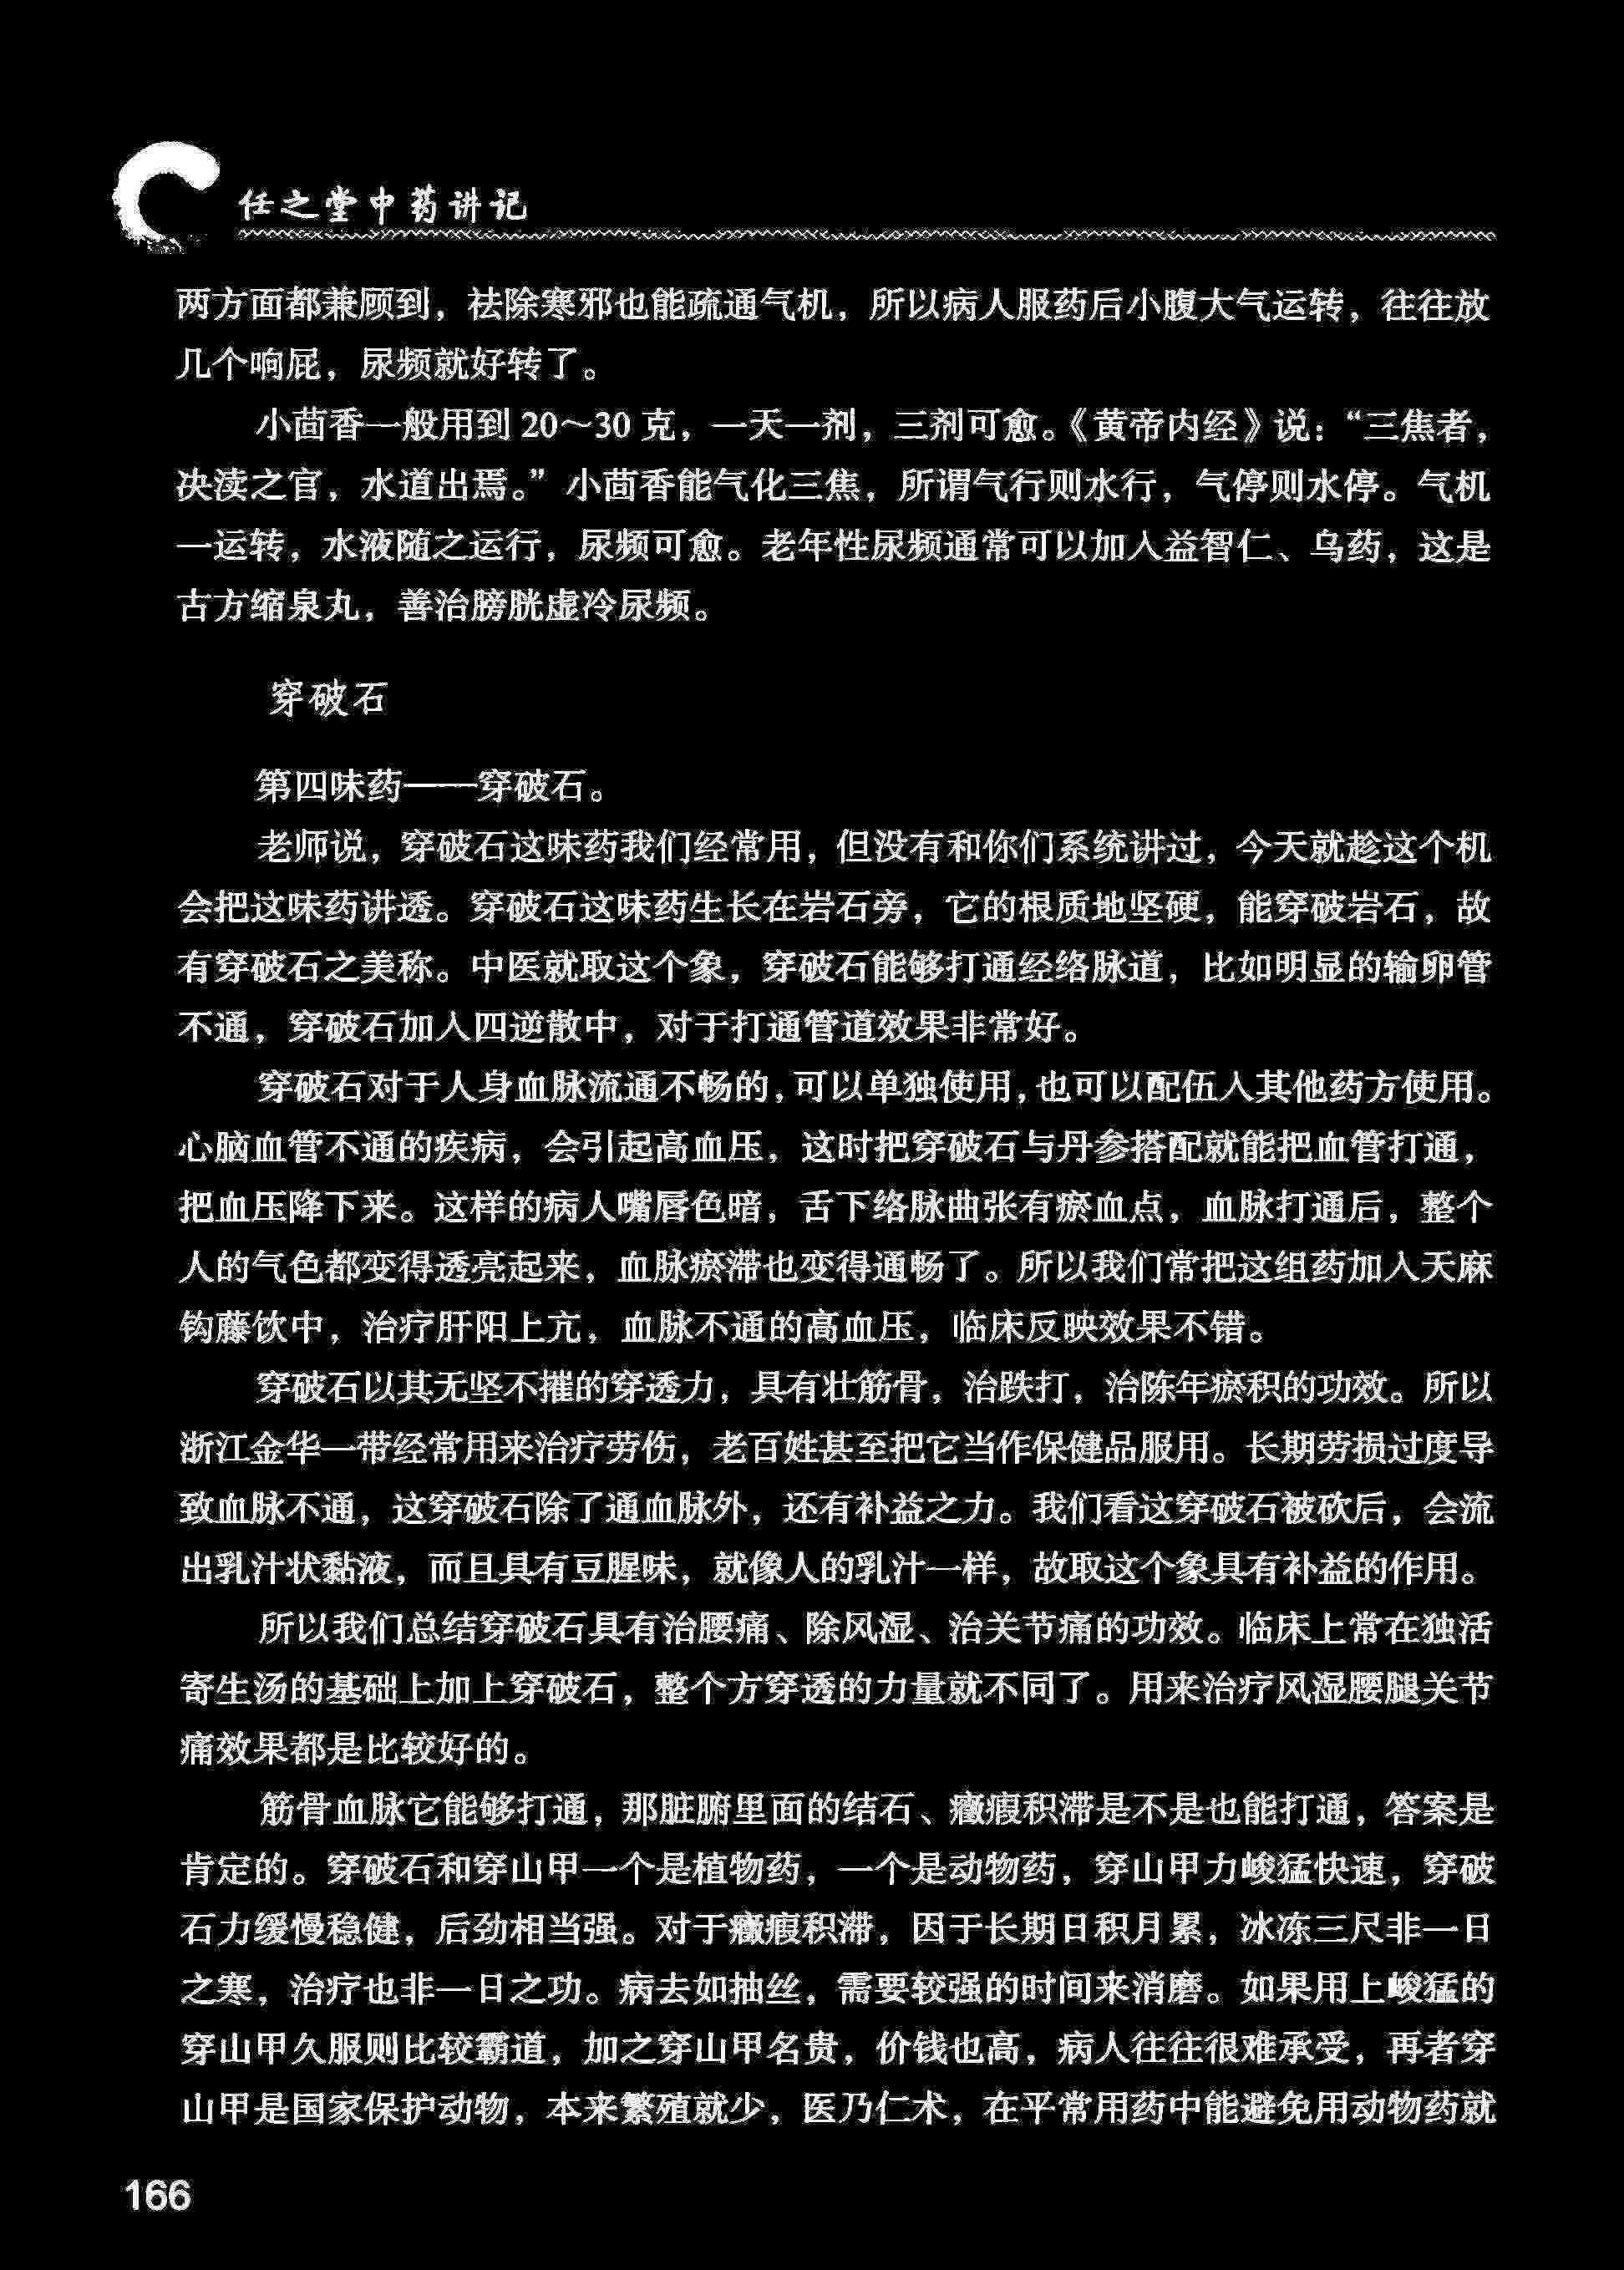 任之堂中药讲记
两方面都兼顾到，祛除寒邪也能疏通气机，所以病人服药后小腹大气运转，往往放
几个响屁，尿频就好转了。
小茴香一般用到20～30克，一天一剂，三剂可愈。《黄帝内经》说：“三焦者，
决渎之官，水道出焉。”小茴香能气化三焦，所谓气行则水行，气停则水停。气机
一运转，水液随之运行，尿频可愈。老年性尿频通常可以加入益智仁、乌药，这是
古方缩泉丸，善治膀胱虚冷尿频。
穿破石
第四味药——穿破石。
老师说，穿破石这味药我们经常用，但没有和你们系统讲过，今天就趁这个机
会把这味药讲透。穿破石这味药生长在岩石旁，它的根质地坚硬，能穿破岩石，故
有穿破石之美称。中医就取这个象，穿破石能够打通经络脉道，比如明显的输卵管
不通，穿破石加入四逆散中，对于打通管道效果非常好。
穿破石对于人身血脉流通不畅的，可以单独使用，也可以配伍入其他药方使用。
心脑血管不通的疾病，会引起高血压，这时把穿破石与丹参搭配就能把血管打通，
把血压降下来。这样的病人嘴唇色暗，舌下络脉曲张有瘀血点，血脉打通后，整个
人的气色都变得透亮起来，血脉瘀滞也变得通畅了。所以我们常把这组药加入天麻
钩藤饮中，治疗肝阳上亢，血脉不通的高血压，临床反映效果不错。
穿破石以其无坚不摧的穿透力，具有壮筋骨，治跌打，治陈年瘀积的功效。所以
浙江金华一带经常用来治疗劳伤，老百姓甚至把它当作保健品服用。长期劳损过度导
致血脉不通，这穿破石除了通血脉外，还有补益之力。我们看这穿破石被砍后，会流
出乳汁状黏液，而且具有豆腥味，就像人的乳汁一样，故取这个象具有补益的作用。
所以我们总结穿破石具有治腰痛、除风湿、治关节痛的功效。临床上常在独活
寄生汤的基础上加上穿破石，整个方穿透的力量就不同了。用来治疗风湿腰腿关节
痛效果都是比较好的。
筋骨血脉它能够打通，那脏腑里面的结石、癥瘕积滞是不是也能打通，答案是
肯定的。穿破石和穿山甲一个是植物药，一个是动物药，穿山甲力峻猛快速，穿破
石力缓慢稳健，后劲相当强。对于癥瘕积滞，因于长期日积月累，冰冻三尺非一日
之寒，治疗也非一日之功。病去如抽丝，需要较强的时间来消磨。如果用上峻猛的
穿山甲久服则比较霸道，加之穿山甲名贵，价钱也高，病人往往很难承受，再者穿
山甲是国家保护动物，本来繁殖就少，医乃仁术，在平常用药中能避免用动物药就
166